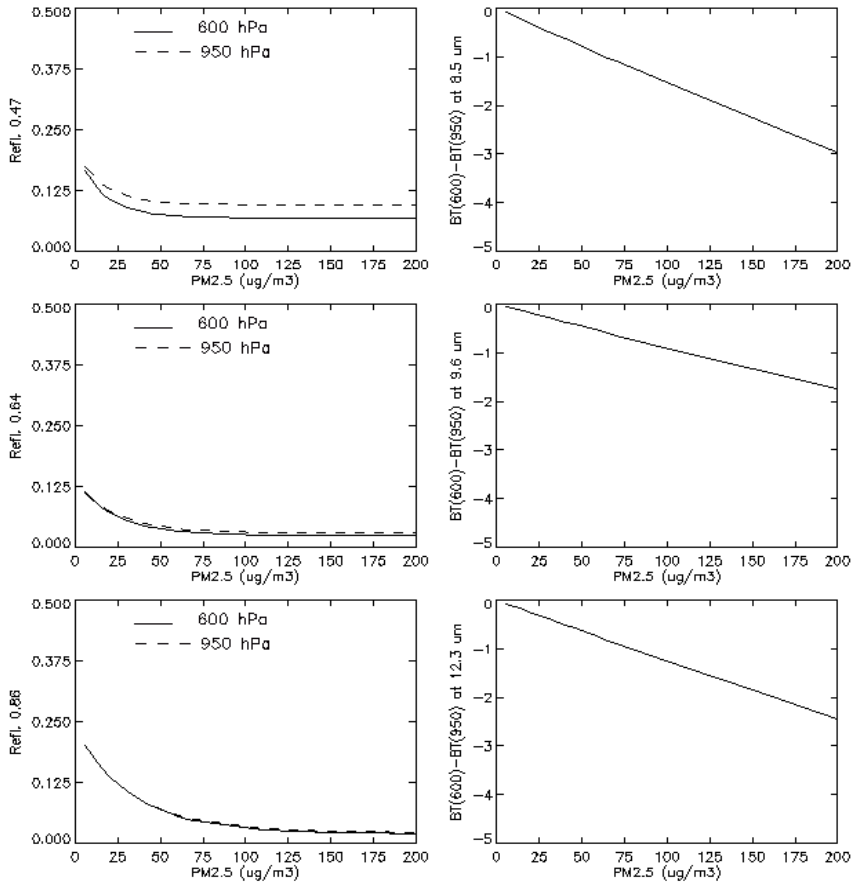 0.500
0.375
0.250
0.125
0.000
Refl. 0.47
600 hPa
950 hPa
0 25 50 75 100 125 150 175 200
PM2.5 (ug/m3)
0
-1
-2
-3
-4
-5
BT(600)-BT(950) at 8.5 um
0 25 50 75 100 125 150 175 200
PM2.5 (ug/m3)
0.500
0.375
0.250
0.125
0.000
Refl. 0.64
600 hPa
950 hPa
0 25 50 75 100 125 150 175 200
PM2.5 (ug/m3)
0
-1
-2
-3
-4
-5
BT(600)-BT(950) at 9.6 um
0 25 50 75 100 125 150 175 200
PM2.5 (ug/m3)
0.500
0.375
0.250
0.125
0.000
Refl. 0.86
600 hPa
950 hPa
0 25 50 75 100 125 150 175 200
PM2.5 (ug/m3)
0
-1
-2
-3
-4
-5
BT(600)-BT(950) at 12.3 um
0 25 50 75 100 125 150 175 200
PM2.5 (ug/m3)